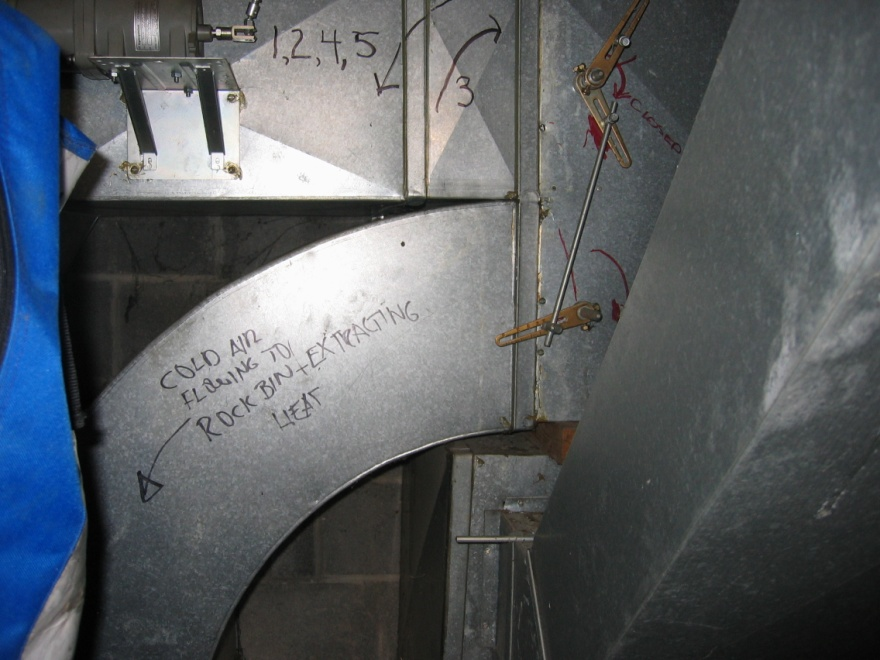 1, 2, 4, 5
3
CLOSED
COLD AIR
FLOWING TO
ROCK BIN + EXTRACTING
HEAT